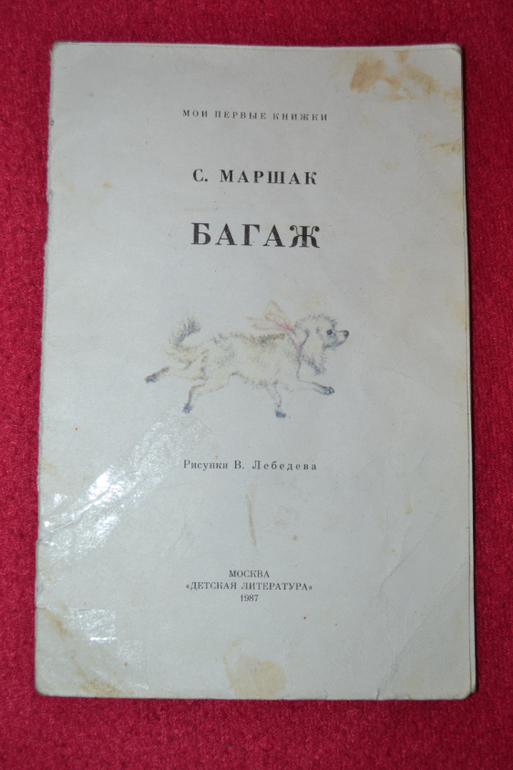 МОИ ПЕРВЫЕ КНИЖКИ
С. МАРШАК
БАГАЖ
Рисунки В. Лебедева
МОСКВА
«ДЕТСКАЯ ЛИТЕРАТУРА»
1987